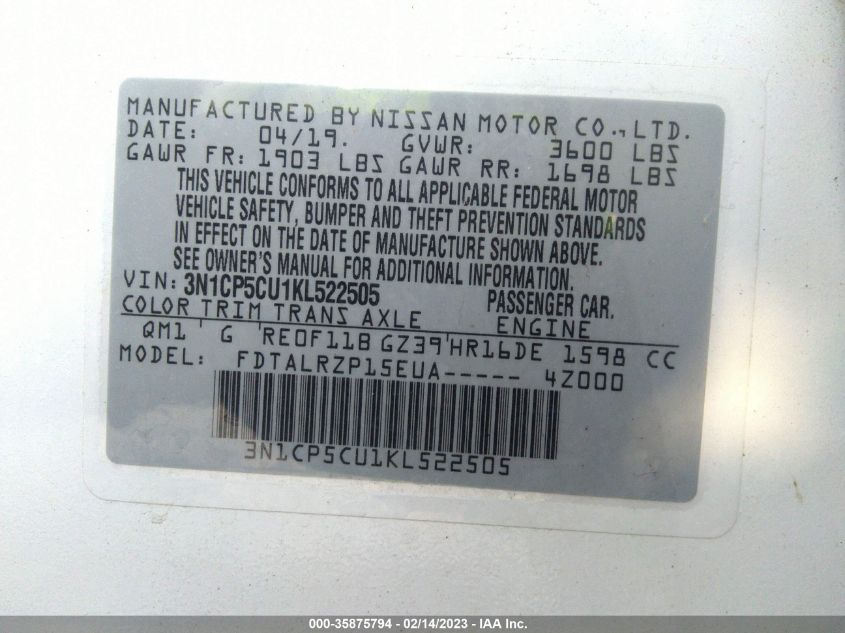 MANUFACTURED BY NISSAN MOTOR CO.,LTD.
DATE: 04/19. GVWR: 3600 LBS
GAWR FR: 1903 LBS GAWR RR: 1698 LBS
THIS VEHICLE CONFORMS TO ALL APPLICABLE FEDERAL MOTOR
VEHICLE SAFETY, BUMPER AND THEFT PREVENTION STANDARDS
IN EFFECT ON THE DATE OF MANUFACTURE SHOWN ABOVE.
SEE OWNER'S MANUAL FOR ADDITIONAL INFORMATION.
VIN: 3N1CP5CU1KL522505 PASSENGER CAR.
COLOR TRIM TRANS AXLE ENGINE
QM1 ' G 'RE0F11B GZ39'HR16DE 1598 CC
MODEL: FDTALRZP15EUA----- 4Z000
3N1CP5CU1KL522505
000-35875794 - 02/14/2023 - IAA Inc.